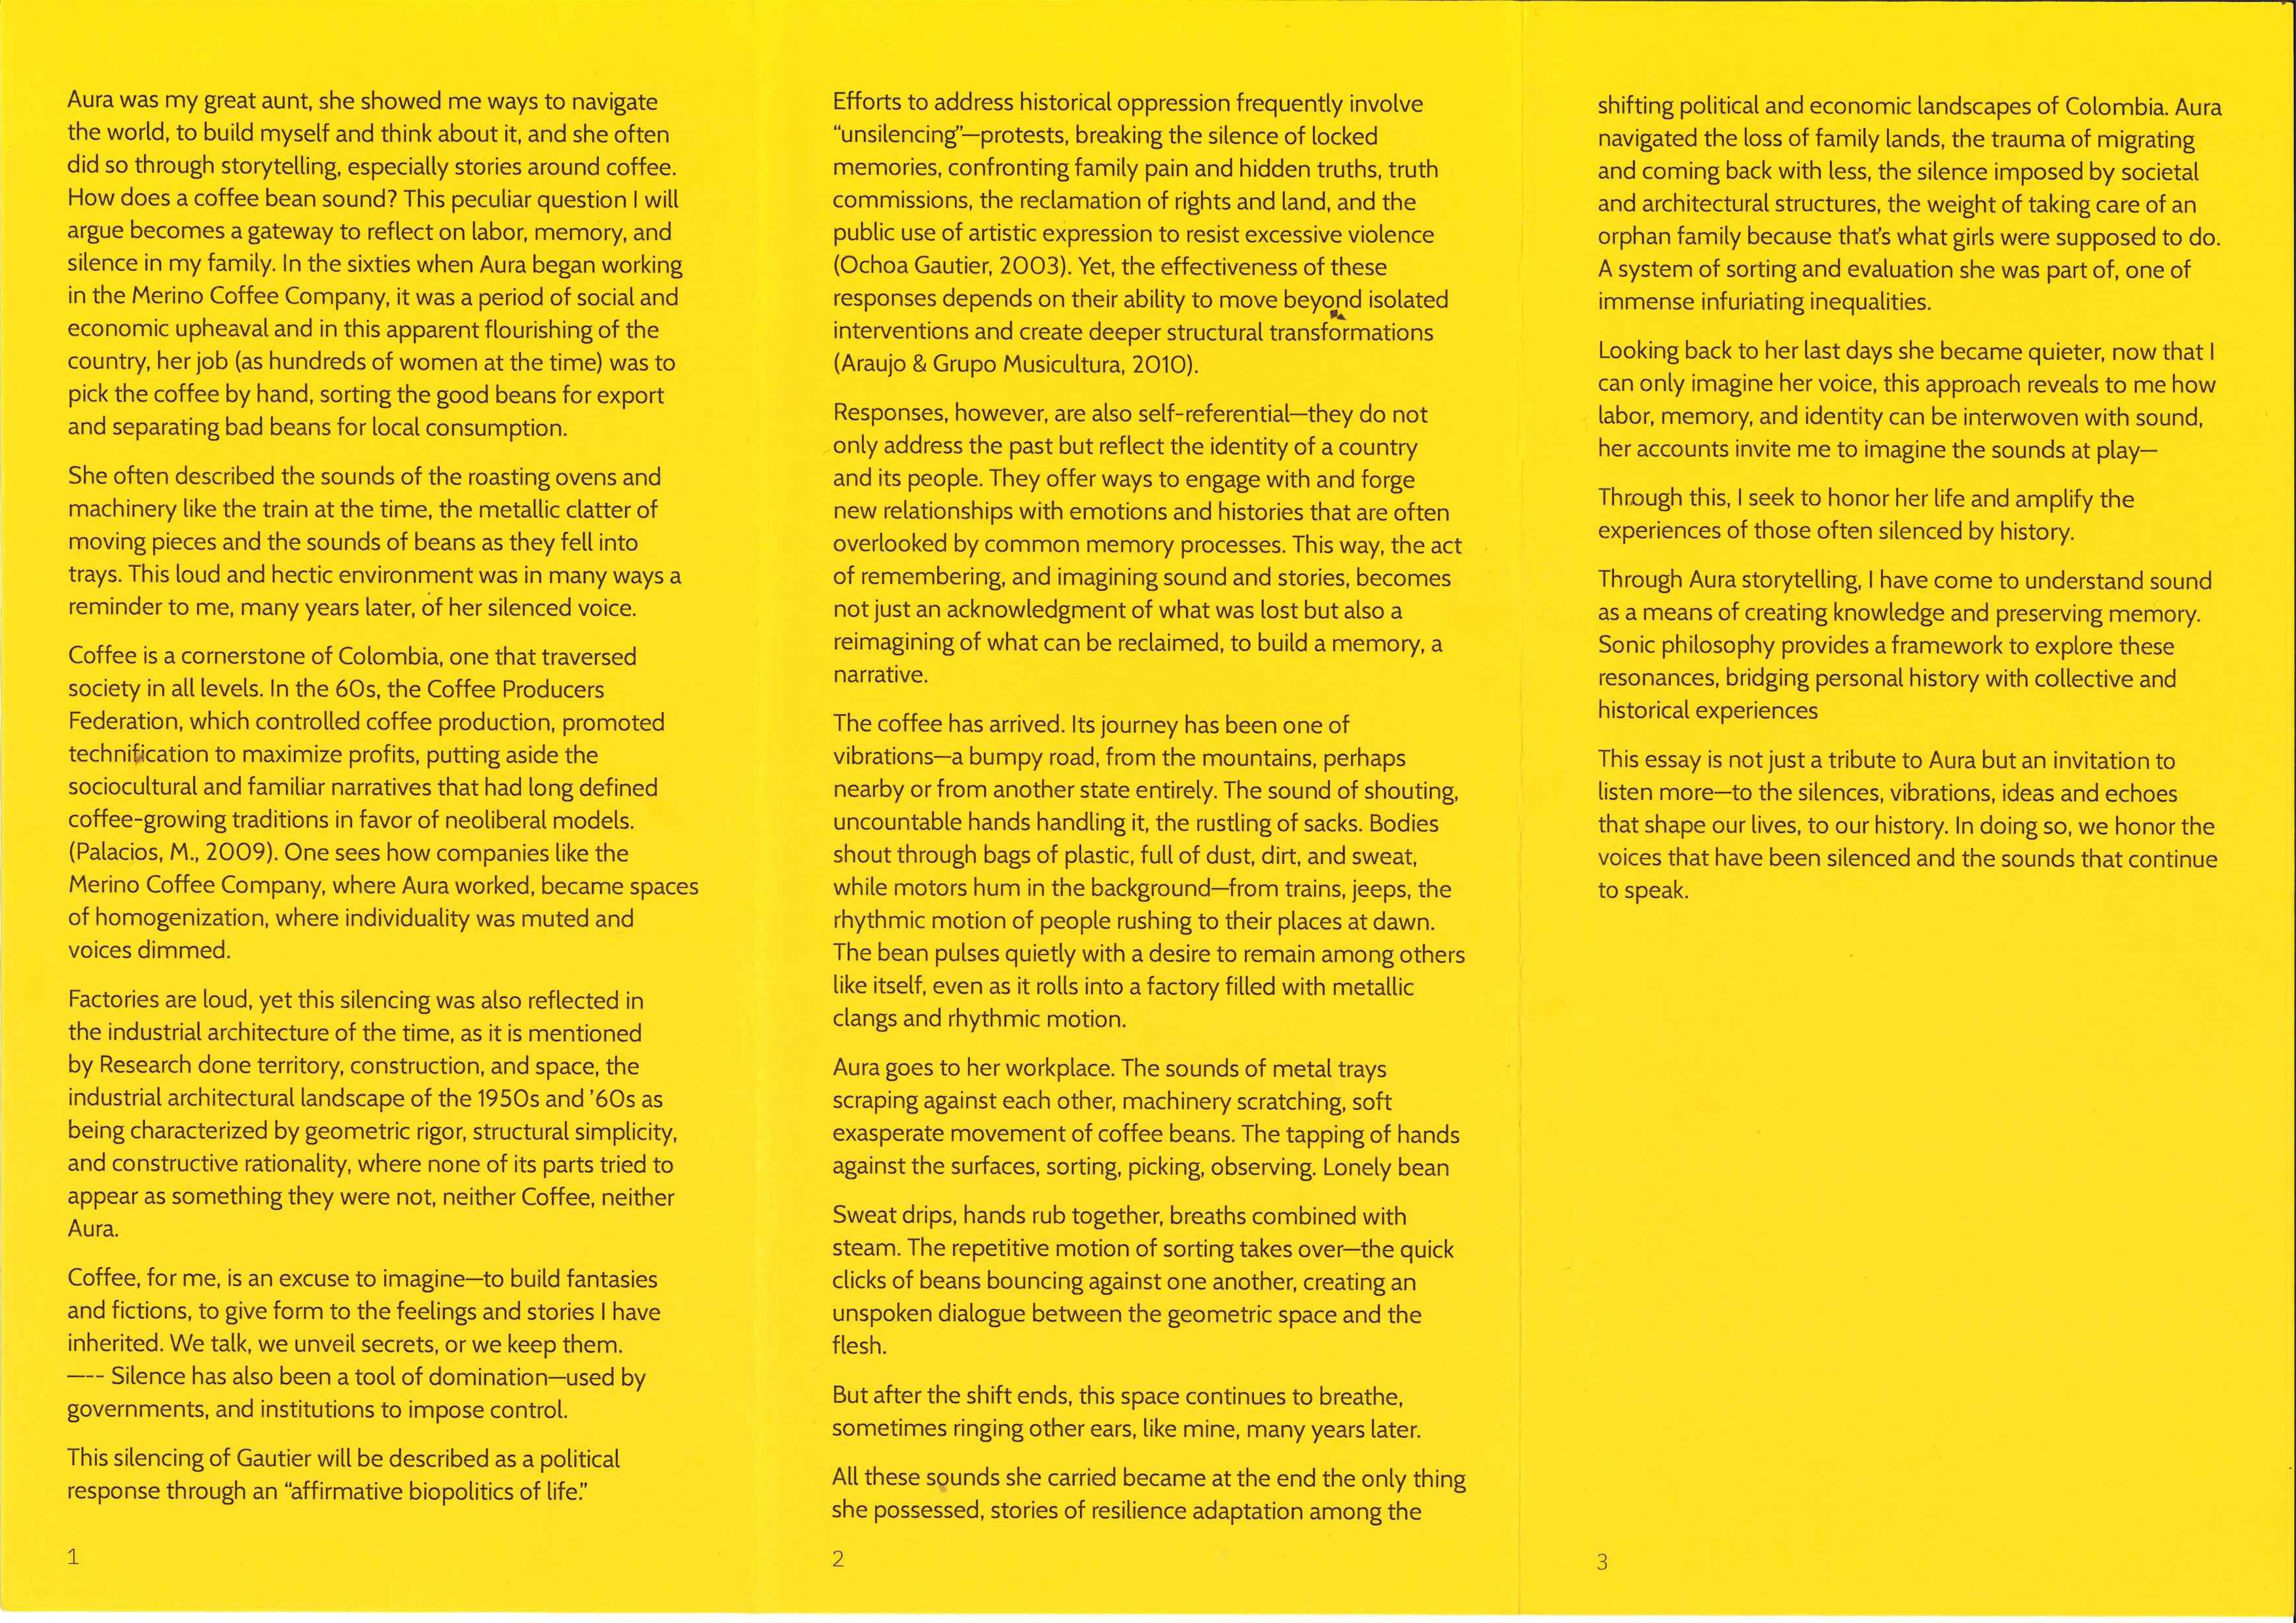 Aura was my great aunt, she showed me ways to navigate
the world, to build myself and think about it, and she often
did so through storytelling, especially stories around coffee.
How does a coffee bean sound? This peculiar question I will
argue becomes a gateway to reflect on labor, memory, and
silence in my family. In the sixties when Aura began working
in the Merino Coffee Company, it was a period of social and
economic upheaval and in this apparent flourishing of the
country, her job (as hundreds of women at the time) was to
pick the coffee by hand, sorting the good beans for export
and separating bad beans for local consumption.
She often described the sounds of the roasting ovens and
machinery like the train at the time, the metallic clatter of
moving pieces and the sounds of beans as they fell into
trays. This loud and hectic environment was in many ways a
reminder to me, many years later, of her silenced voice.
Coffee is a cornerstone of Colombia, one that traversed
society in all levels. In the 60s, the Coffee Producers
Federation, which controlled coffee production, promoted
technification to maximize profits, putting aside the
sociocultural and familiar narratives that had long defined
coffee-growing traditions in favor of neoliberal models.
(Palacios, M., 2009). One sees how companies like the
Merino Coffee Company, where Aura worked, became spaces
of homogenization, where individuality was muted and
voices dimmed.
Factories are loud, yet this silencing was also reflected in
the industrial architecture of the time, as it is mentioned
by Research done territory, construction, and space, the
industrial architectural landscape of the 1950s and '60s as
being characterized by geometric rigor, structural simplicity,
and constructive rationality, where none of its parts tried to
appear as something they were not, neither Coffee, neither
Aura.
Coffee, for me, is an excuse to imagine—to build fantasies
and fictions, to give form to the feelings and stories I have
inherited. We talk, we unveil secrets, or we keep them.
—-- Silence has also been a tool of domination—used by
governments, and institutions to impose control.
This silencing of Gautier will be described as a political
response through an “affirmative biopolitics of life.”
1
Efforts to address historical oppression frequently involve
“unsilencing”—protests, breaking the silence of locked
memories, confronting family pain and hidden truths, truth
commissions, the reclamation of rights and land, and the
public use of artistic expression to resist excessive violence
(Ochoa Gautier, 2003). Yet, the effectiveness of these
responses depends on their ability to move beyond isolated
interventions and create deeper structural transformations
(Araujo & Grupo Musicultura, 2010).
Responses, however, are also self-referential—they do not
only address the past but reflect the identity of a country
and its people. They offer ways to engage with and forge
new relationships with emotions and histories that are often
overlooked by common memory processes. This way, the act
of remembering, and imagining sound and stories, becomes
not just an acknowledgment of what was lost but also a
reimagining of what can be reclaimed, to build a memory, a
narrative.
The coffee has arrived. Its journey has been one of
vibrations—a bumpy road, from the mountains, perhaps
nearby or from another state entirely. The sound of shouting,
uncountable hands handling it, the rustling of sacks. Bodies
shout through bags of plastic, full of dust, dirt, and sweat,
while motors hum in the background—from trains, jeeps, the
rhythmic motion of people rushing to their places at dawn.
The bean pulses quietly with a desire to remain among others
like itself, even as it rolls into a factory filled with metallic
clangs and rhythmic motion.
Aura goes to her workplace. The sounds of metal trays
scraping against each other, machinery scratching, soft
exasperate movement of coffee beans. The tapping of hands
against the surfaces, sorting, picking, observing. Lonely bean
Sweat drips, hands rub together, breaths combined with
steam. The repetitive motion of sorting takes over—the quick
clicks of beans bouncing against one another, creating an
unspoken dialogue between the geometric space and the
flesh.
But after the shift ends, this space continues to breathe,
sometimes ringing other ears, like mine, many years later.
All these sounds she carried became at the end the only thing
she possessed, stories of resilience adaptation among the
2
shifting political and economic landscapes of Colombia. Aura
navigated the loss of family lands, the trauma of migrating
and coming back with less, the silence imposed by societal
and architectural structures, the weight of taking care of an
orphan family because that's what girls were supposed to do.
A system of sorting and evaluation she was part of, one of
immense infuriating inequalities.
Looking back to her last days she became quieter, now that I
can only imagine her voice, this approach reveals to me how
labor, memory, and identity can be interwoven with sound,
her accounts invite me to imagine the sounds at play—
Through this, I seek to honor her life and amplify the
experiences of those often silenced by history.
Through Aura storytelling, I have come to understand sound
as a means of creating knowledge and preserving memory.
Sonic philosophy provides a framework to explore these
resonances, bridging personal history with collective and
historical experiences
This essay is not just a tribute to Aura but an invitation to
listen more—to the silences, vibrations, ideas and echoes
that shape our lives, to our history. In doing so, we honor the
voices that have been silenced and the sounds that continue
to speak.
3